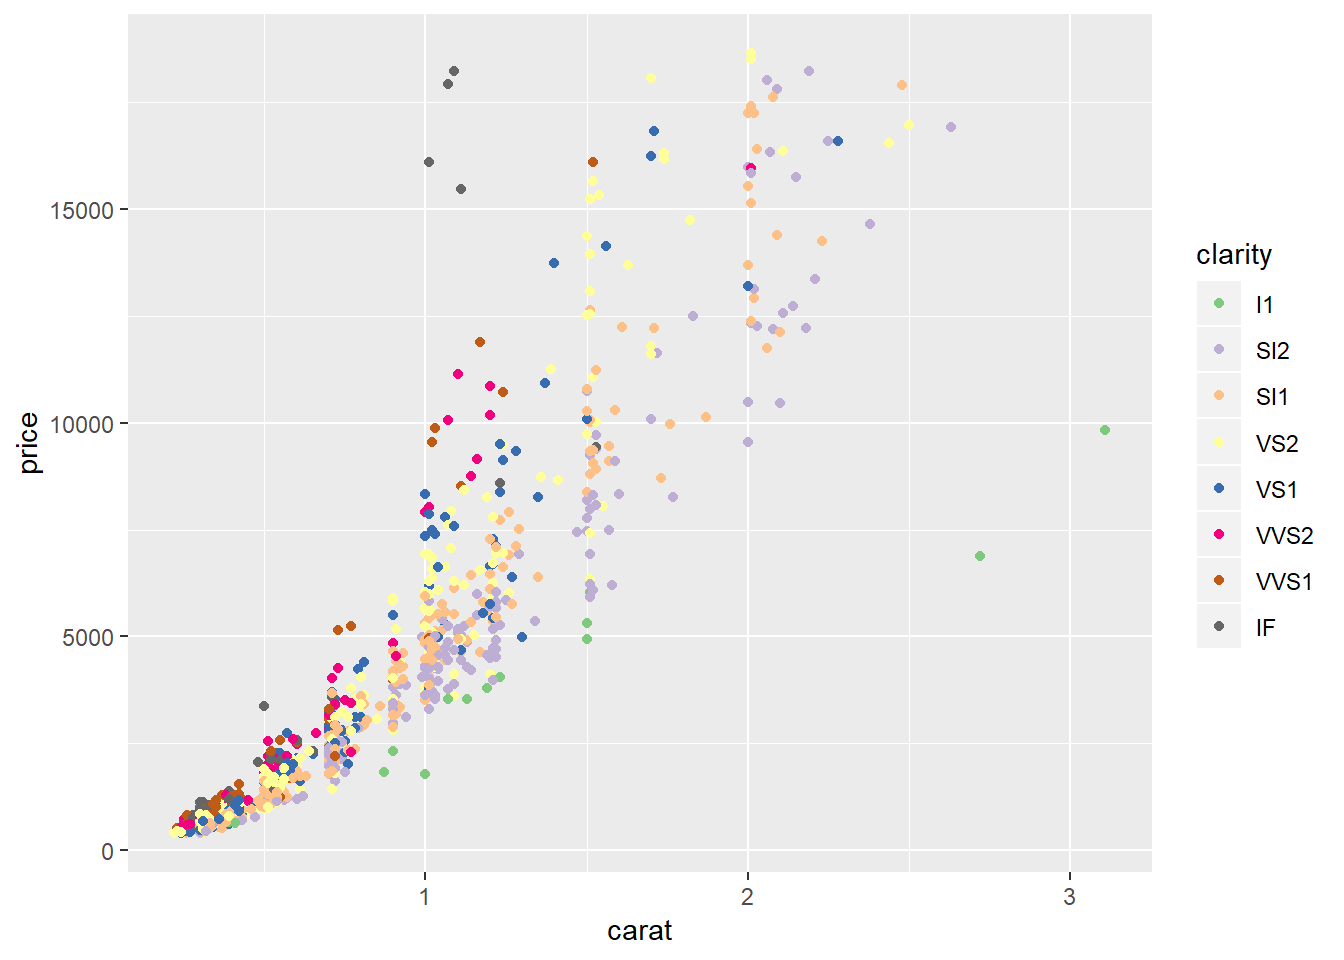 price
15000
10000
5000
0
1
2
3
carat
clarity
I1
SI2
SI1
VS2
VS1
VVS2
VVS1
IF